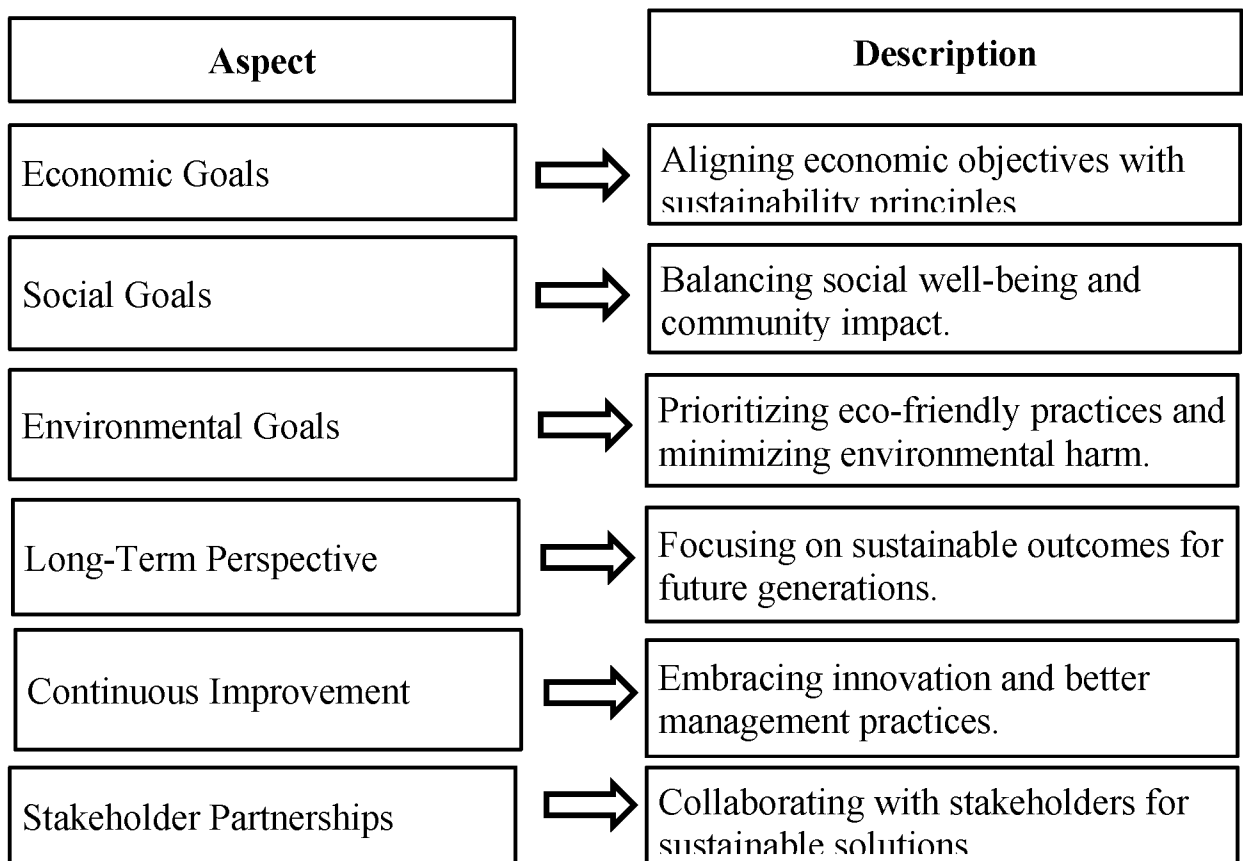 Aspect
Description
Economic Goals
Aligning economic objectives with
sustainability principles
Social Goals
Balancing social well-being and
community impact.
Environmental Goals
Prioritizing eco-friendly practices and
minimizing environmental harm.
Long-Term Perspective
Focusing on sustainable outcomes for
future generations.
Continuous Improvement
Embracing innovation and better
management practices.
Stakeholder Partnerships
Collaborating with stakeholders for
sustainable solutions